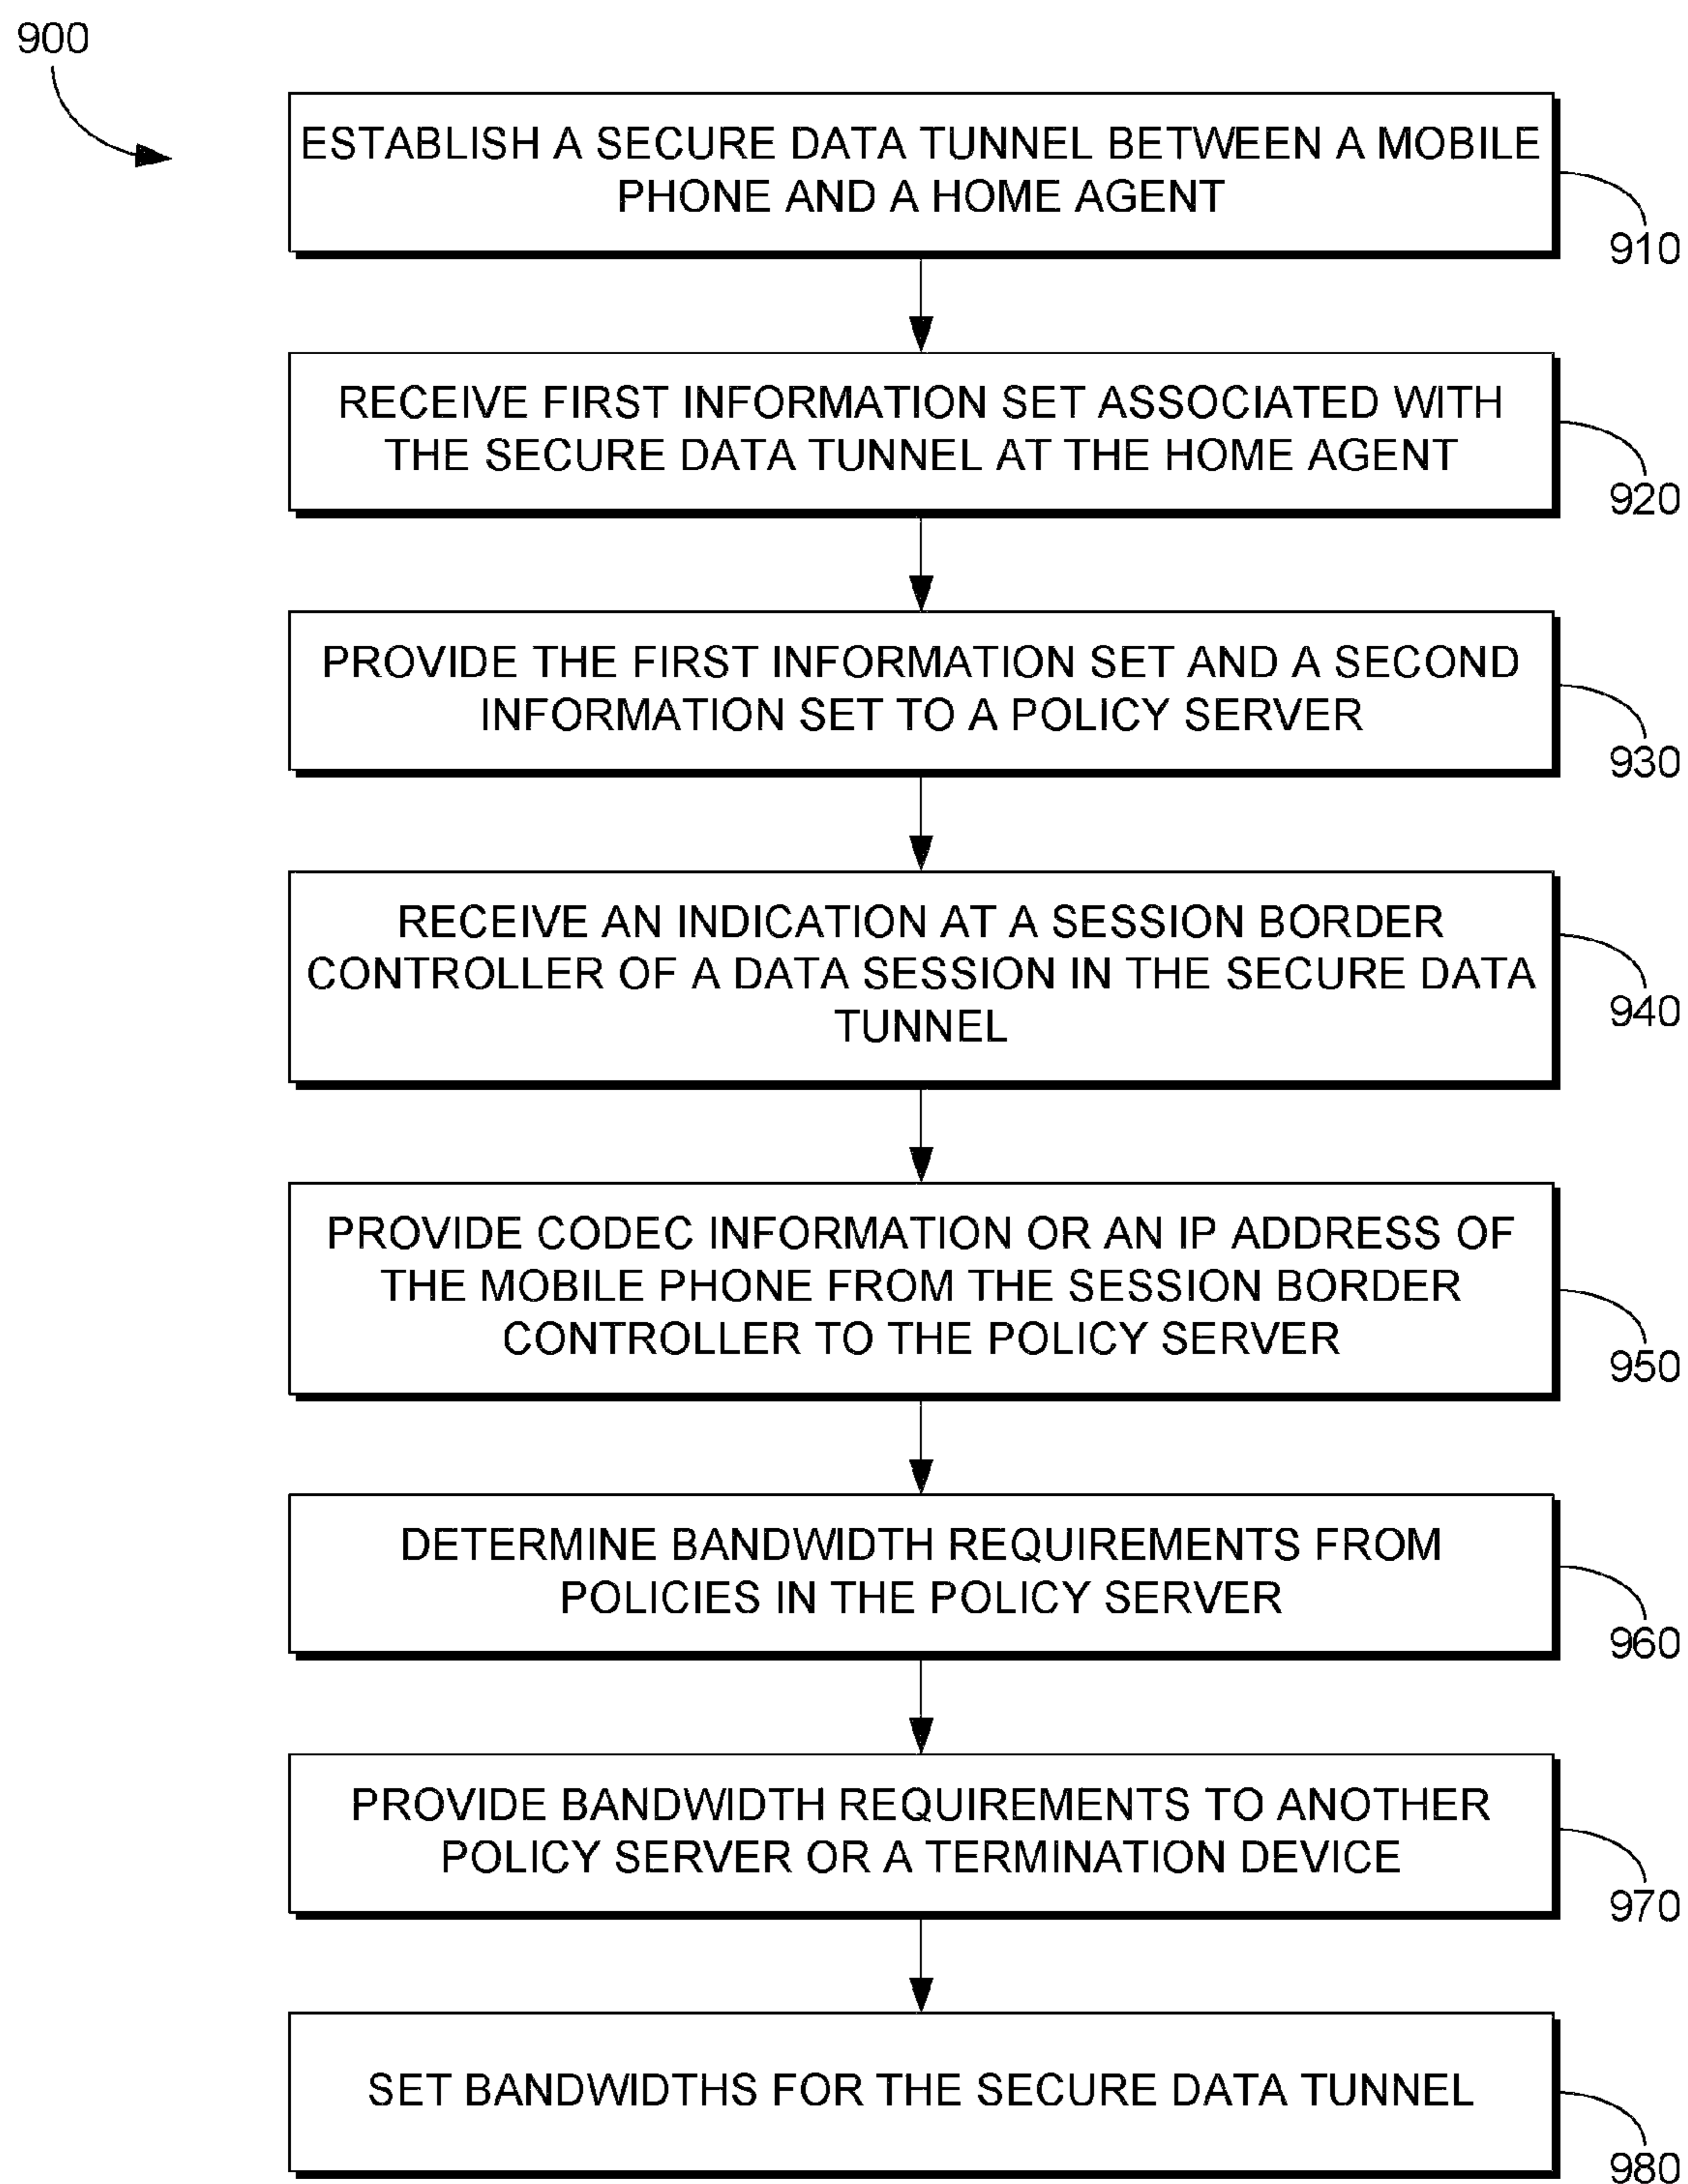 900
ESTABLISH A SECURE DATA TUNNEL BETWEEN A MOBILE
PHONE AND A HOME AGENT
910
RECEIVE FIRST INFORMATION SET ASSOCIATED WITH
THE SECURE DATA TUNNEL AT THE HOME AGENT
920
PROVIDE THE FIRST INFORMATION SET AND A SECOND
INFORMATION SET TO A POLICY SERVER
930
RECEIVE AN INDICATION AT A SESSION BORDER
CONTROLLER OF A DATA SESSION IN THE SECURE DATA
TUNNEL
940
PROVIDE CODEC INFORMATION OR AN IP ADDRESS OF
THE MOBILE PHONE FROM THE SESSION BORDER
CONTROLLER TO THE POLICY SERVER
950
DETERMINE BANDWIDTH REQUIREMENTS FROM
POLICIES IN THE POLICY SERVER
960
PROVIDE BANDWIDTH REQUIREMENTS TO ANOTHER
POLICY SERVER OR A TERMINATION DEVICE
970
SET BANDWIDTHS FOR THE SECURE DATA TUNNEL
980